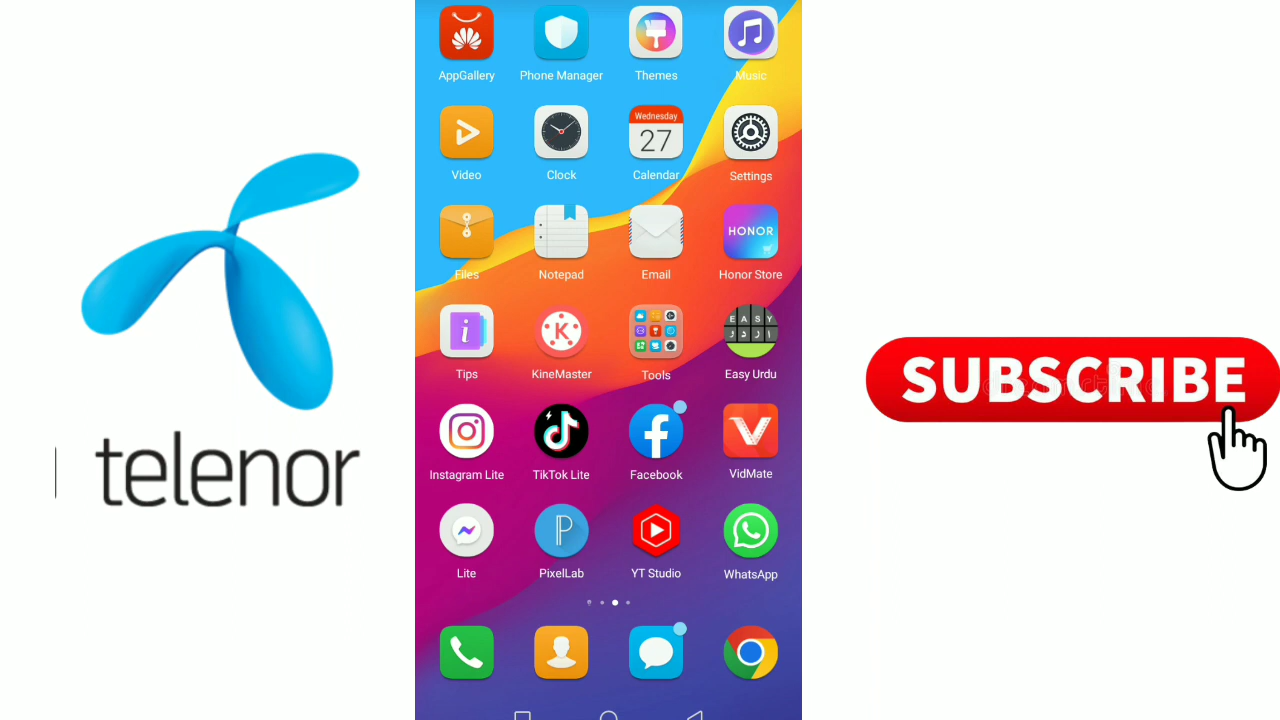 AppGallery
Phone Manager
Themes
Music
Wednesday
27
Video
Clock
Calendar
Settings
HONOR
Files
Notepad
Email
Honor Store
EASY
اردو
Tips
KineMaster
Tools
Easy Urdu
Instagram Lite
TikTok Lite
Facebook
VidMate
Lite
PixelLab
YT Studio
WhatsApp
telenor
SUBSCRIBE